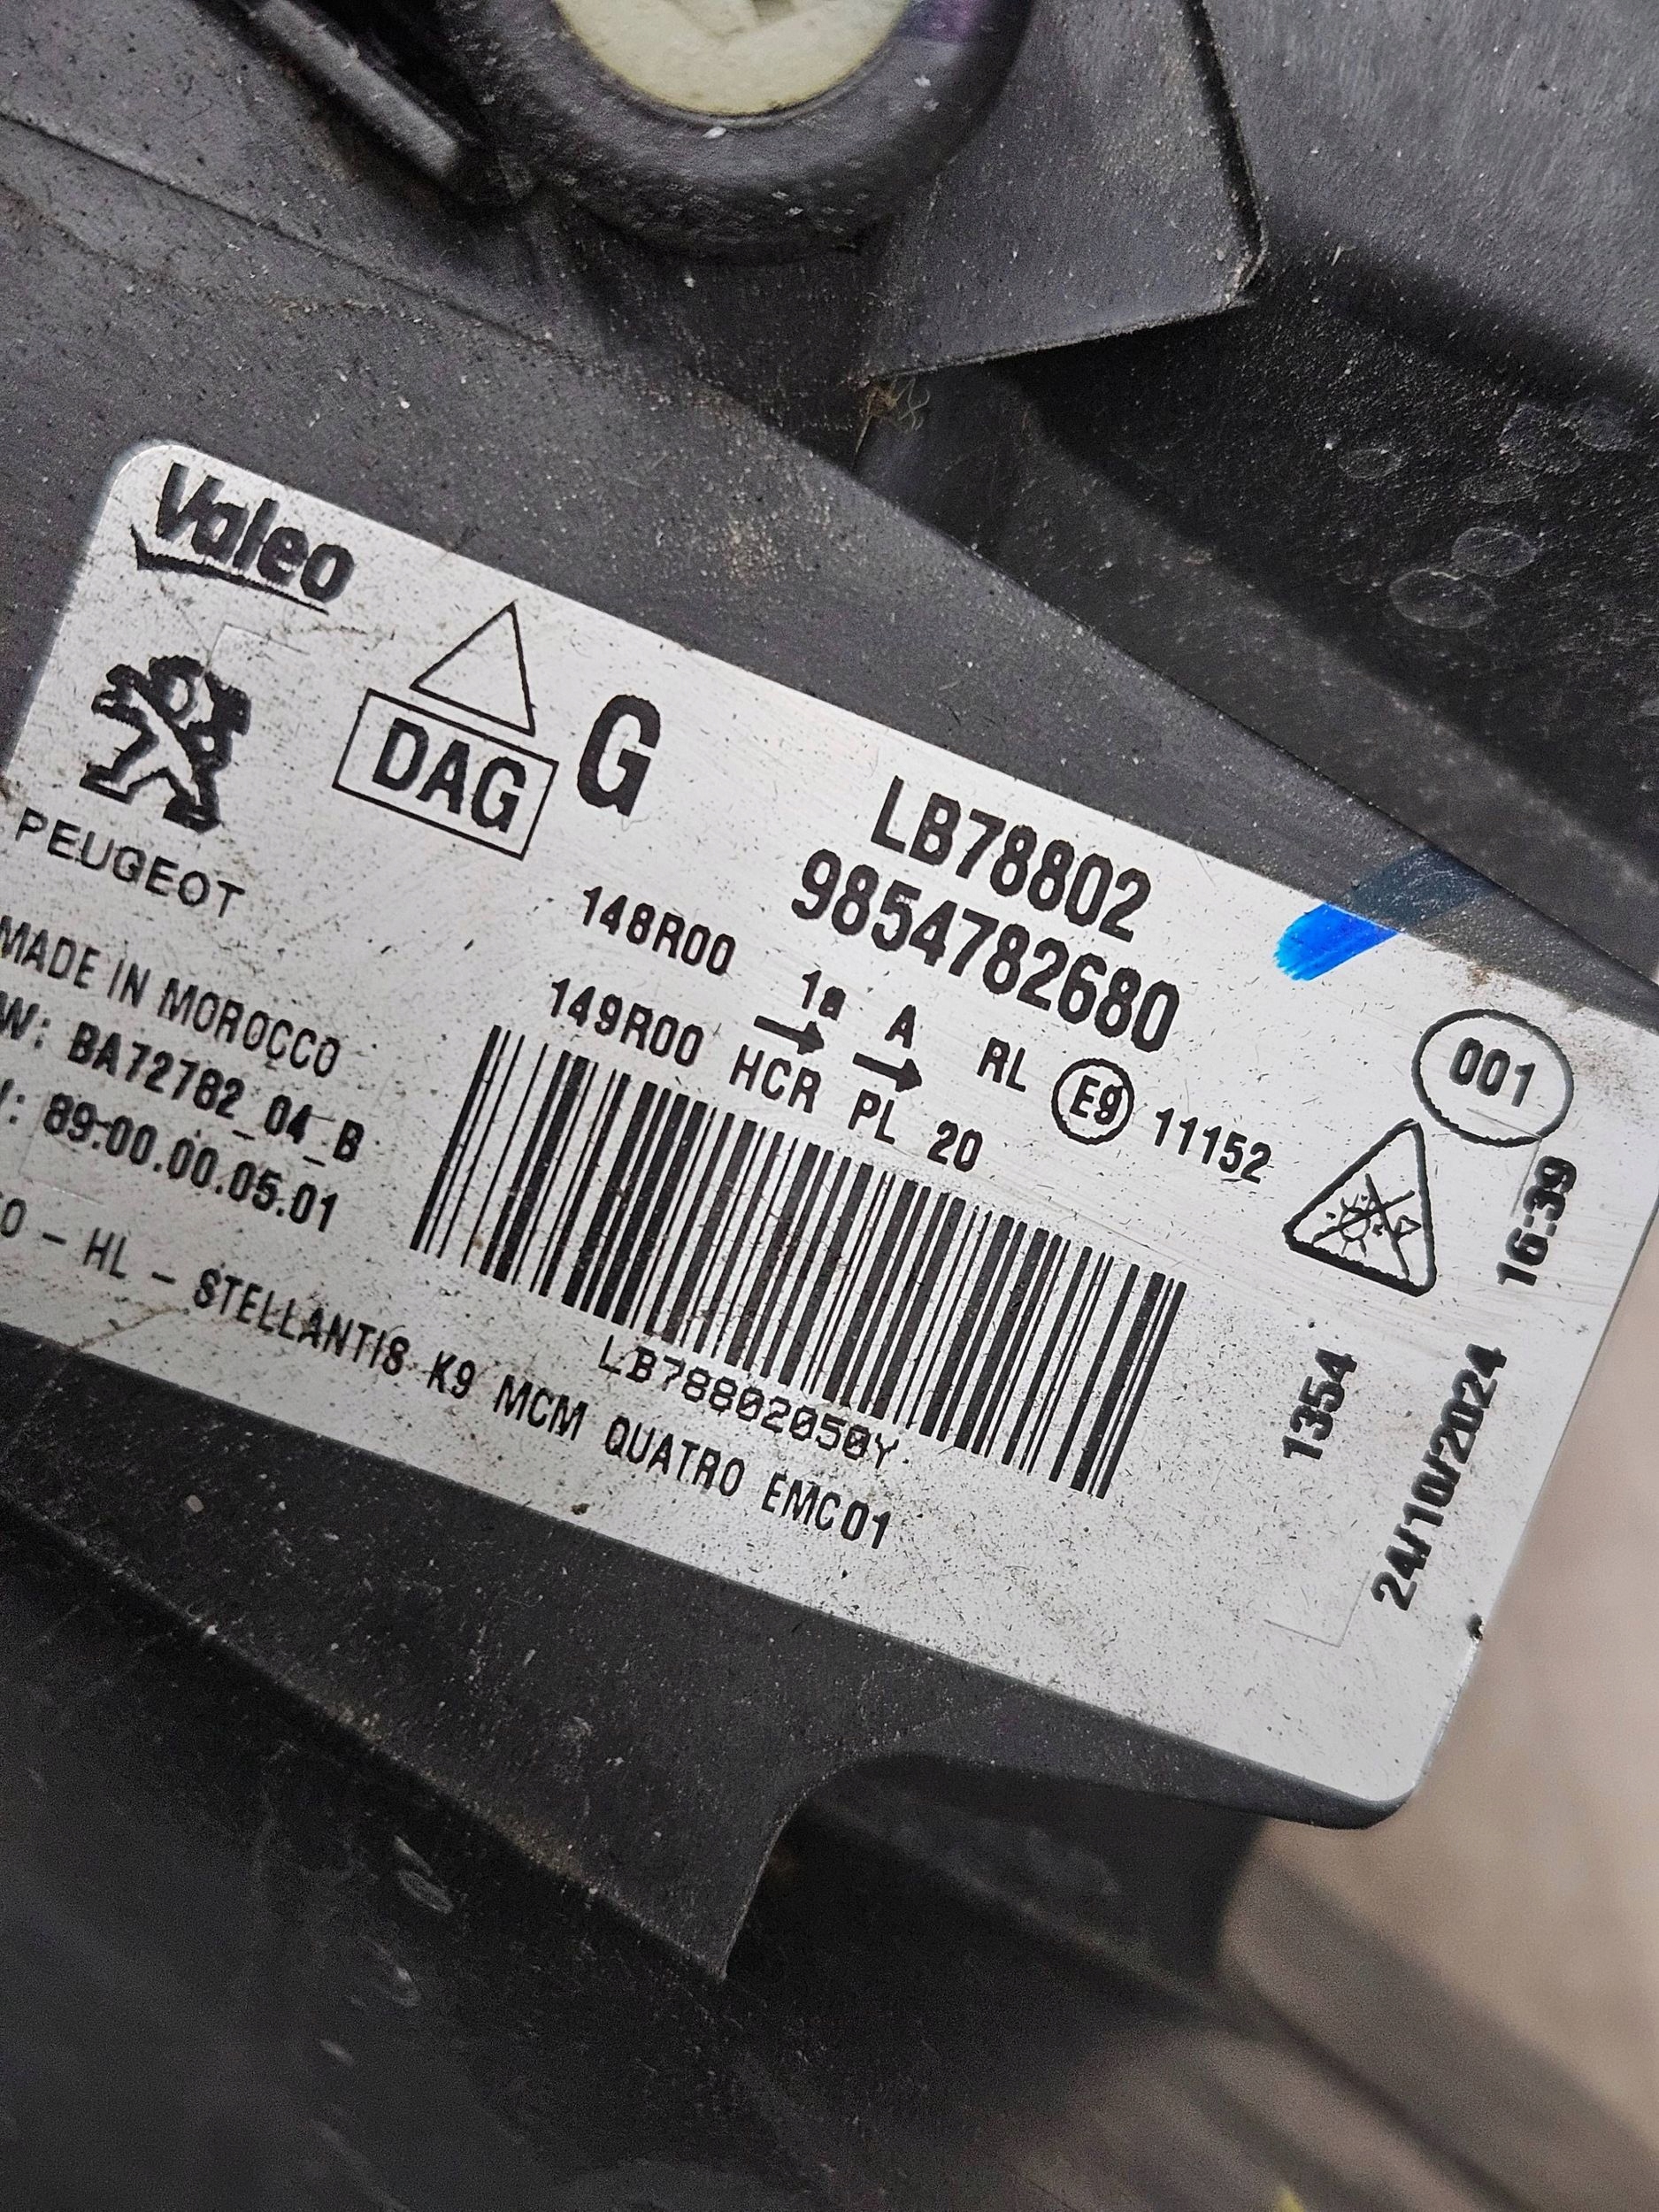 Valeo
PEUGEOT
DAG
G
LB78802
9854782680
148R00 1a A RL E9 11152
149R00 HCR PL 20
001
MADE IN MOROCCO
W: BA72782_04_B
: 89.00.00.05.01
LB78802050Y
O - HL - STELLANTIS K9 MCM QUATRO EMC01
1354
24/10/2024 16:39